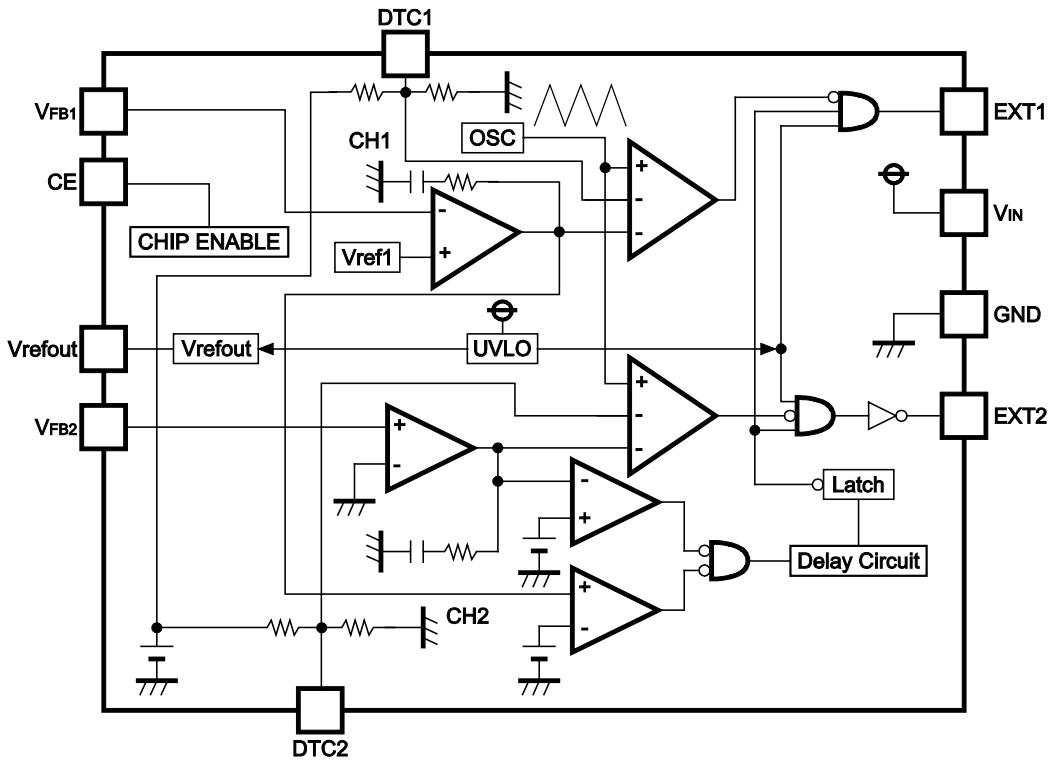 DTC1
VFB1
EXT1
OSC
CH1
+
-
-
CE
CHIP ENABLE
-
+
Vref1
VIN
GND
Vrefout
Vrefout
UVLO
+
-
-
VFB2
+
-
EXT2
-
+
Latch
Delay Circuit
+
-
CH2
DTC2